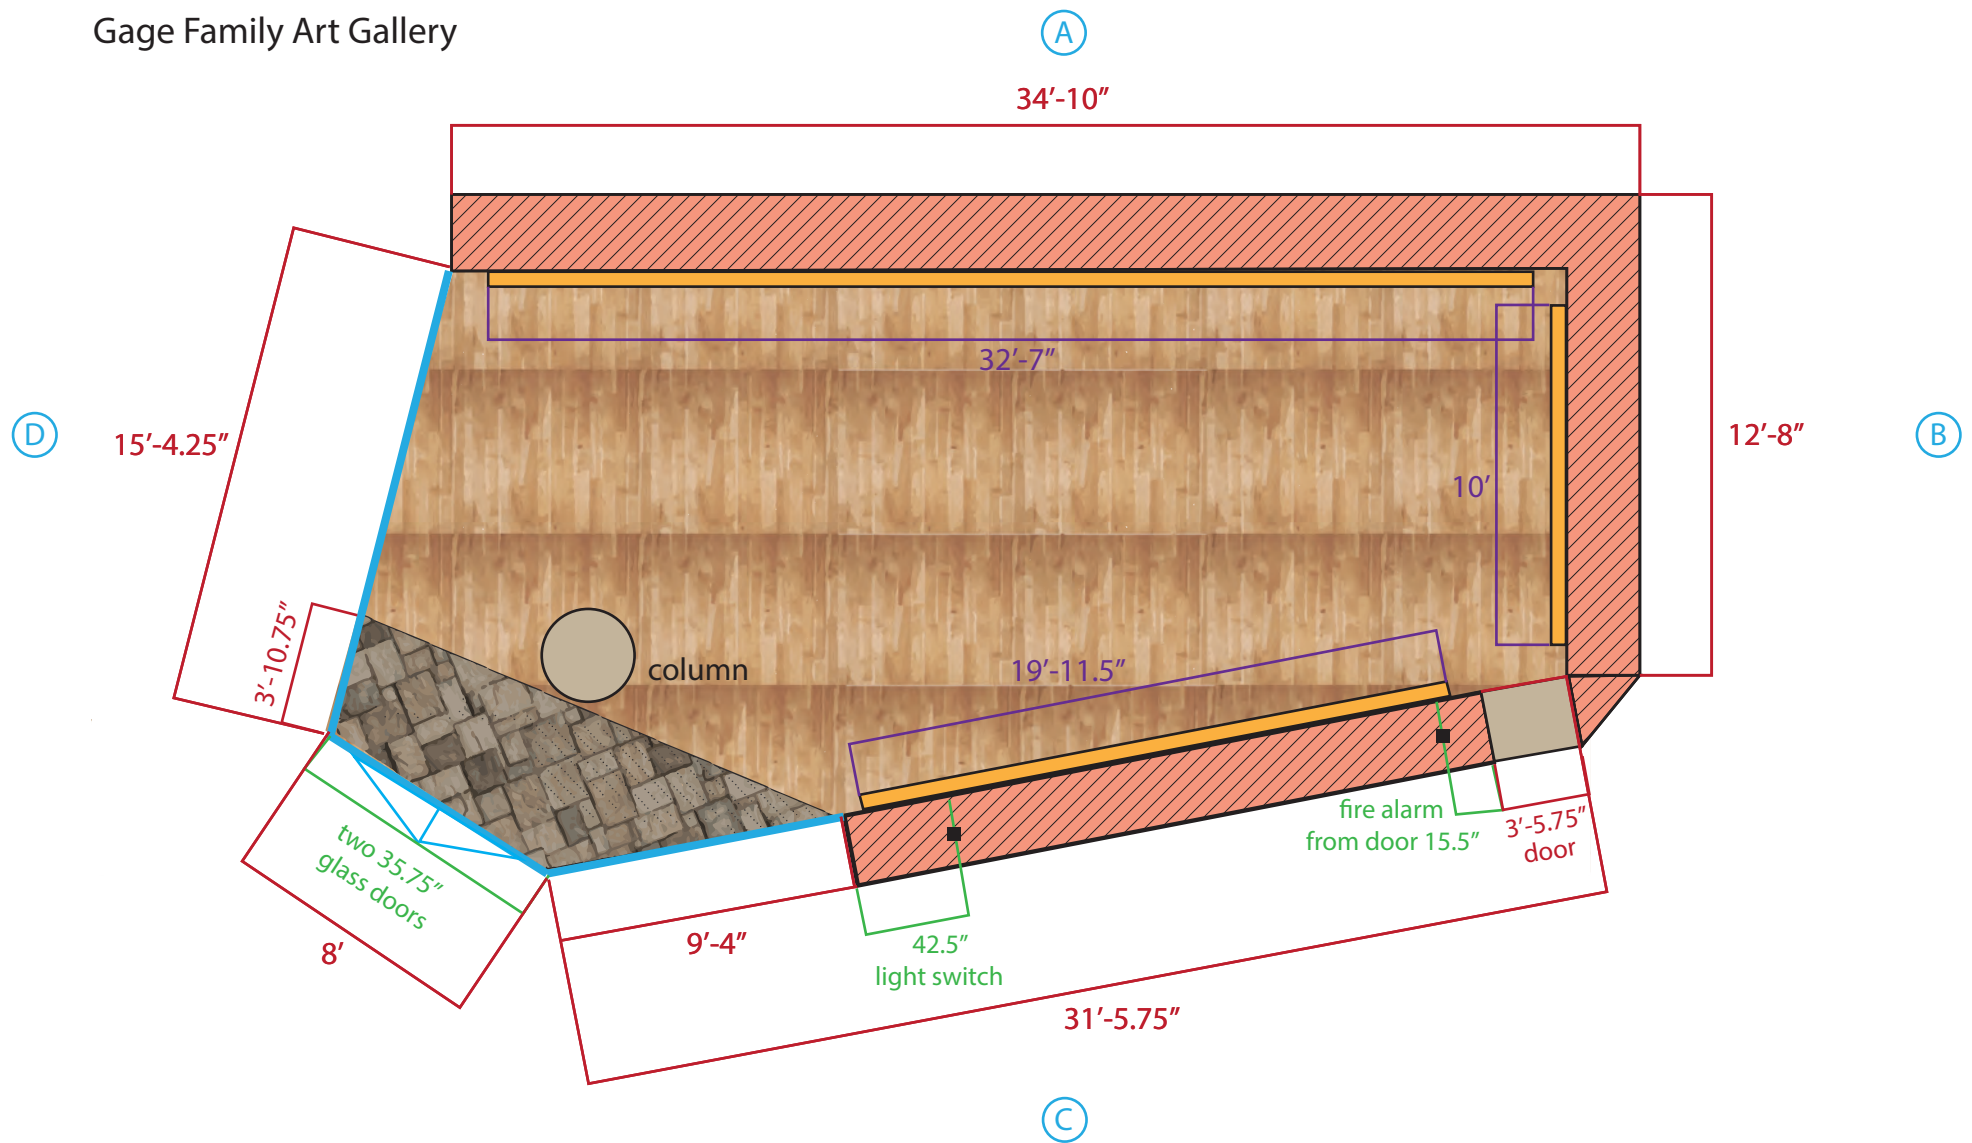 Gage Family Art Gallery
A
34’-10”
32’-7”
D
15’-4.25”
12’-8”
B
10’
3’-10.75”
column
19’-11.5”
two 35.75”
glass doors
8’
fire alarm
from door 15.5”
3’-5.75”
door
9’-4”
42.5”
light switch
31’-5.75”
C